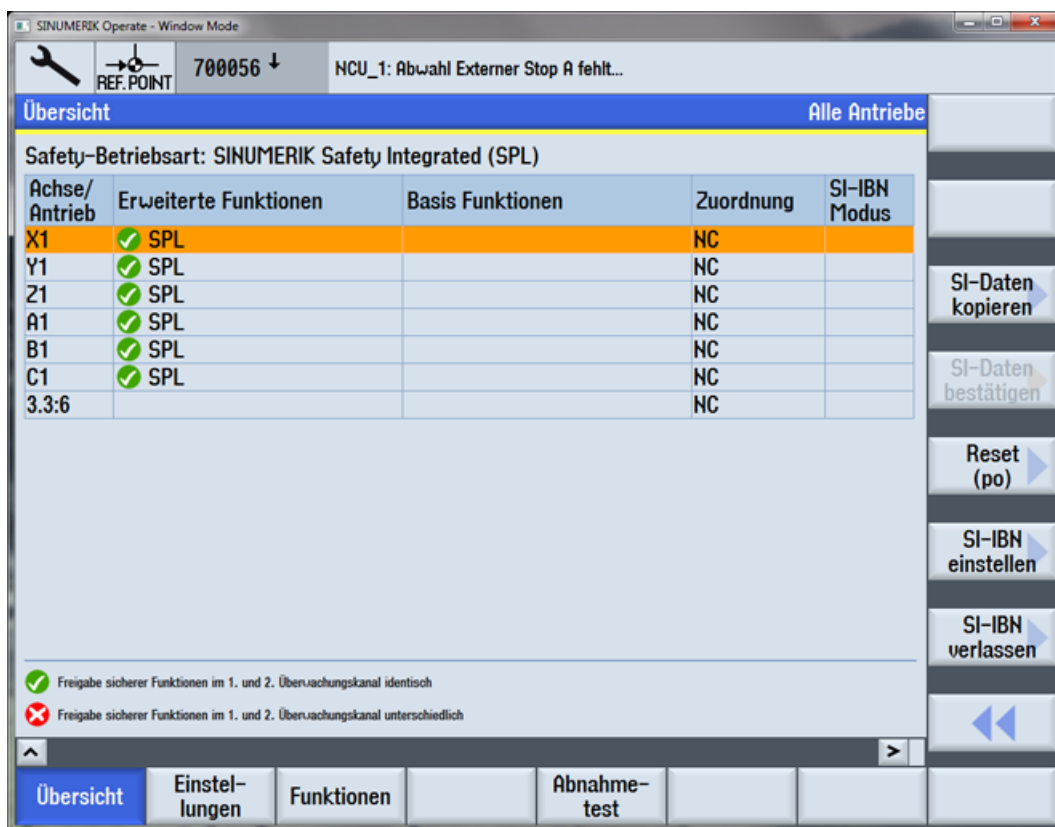 SINUMERIK Operate - Window Mode
REF. POINT
700056
NCU_1: Abwahl Externer Stop A fehlt...
Übersicht
Alle Antriebe
Safety-Betriebsart: SINUMERIK Safety Integrated (SPL)
Achse/ Antrieb Erweiterte Funktionen Basis Funktionen Zuordnung SI-IBN Modus
X1 SPL NC
Y1 SPL NC
Z1 SPL NC
A1 SPL NC
B1 SPL NC
C1 SPL NC
3.3:6 NC
Freigabe sicherer Funktionen im 1. und 2. Überwachungskanal identisch
Freigabe sicherer Funktionen im 1. und 2. Überwachungskanal unterschiedlich
SI-Daten
kopieren
SI-Daten
bestätigen
Reset
(po)
SI-IBN
einstellen
SI-IBN
verlassen
Übersicht
Einstel-
lungen
Funktionen
Abnahme-
test